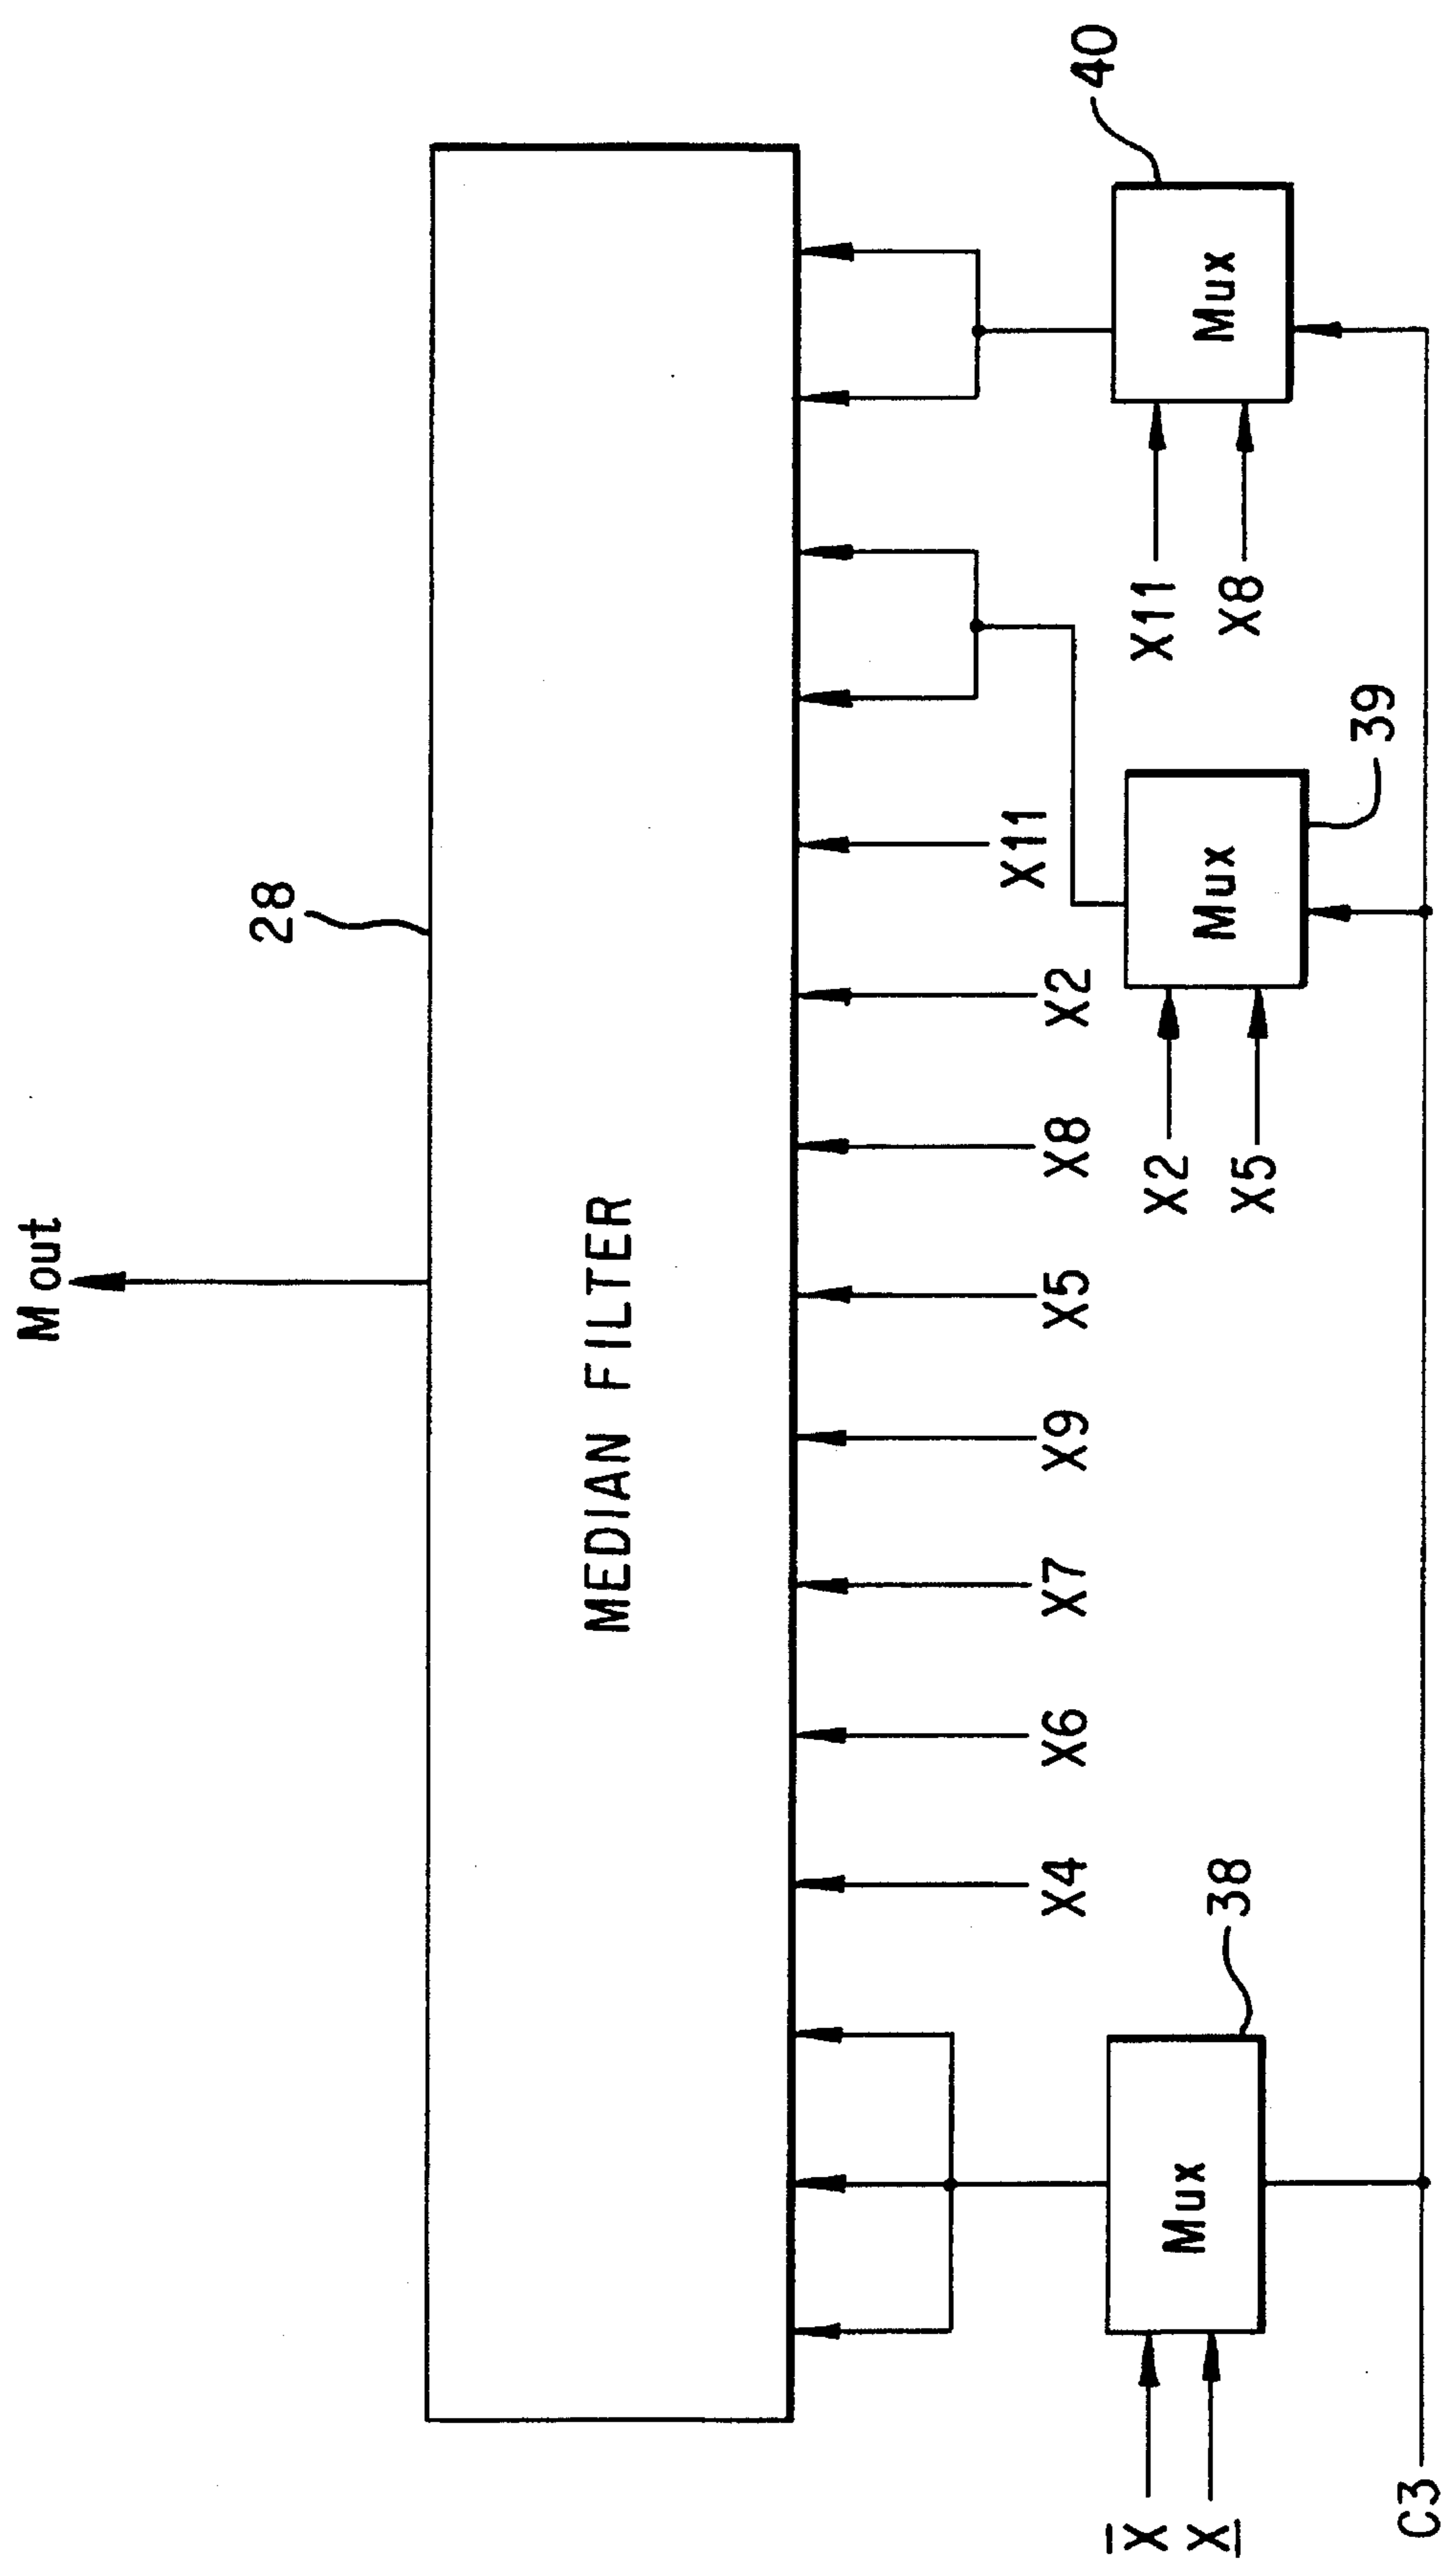 M out
28
MEDIAN FILTER
X4
X6
X7
X9
X5
X8
X2
X11
X̅
X̲
Mux
38
X2
X5
Mux
39
X11
X8
Mux
40
C3